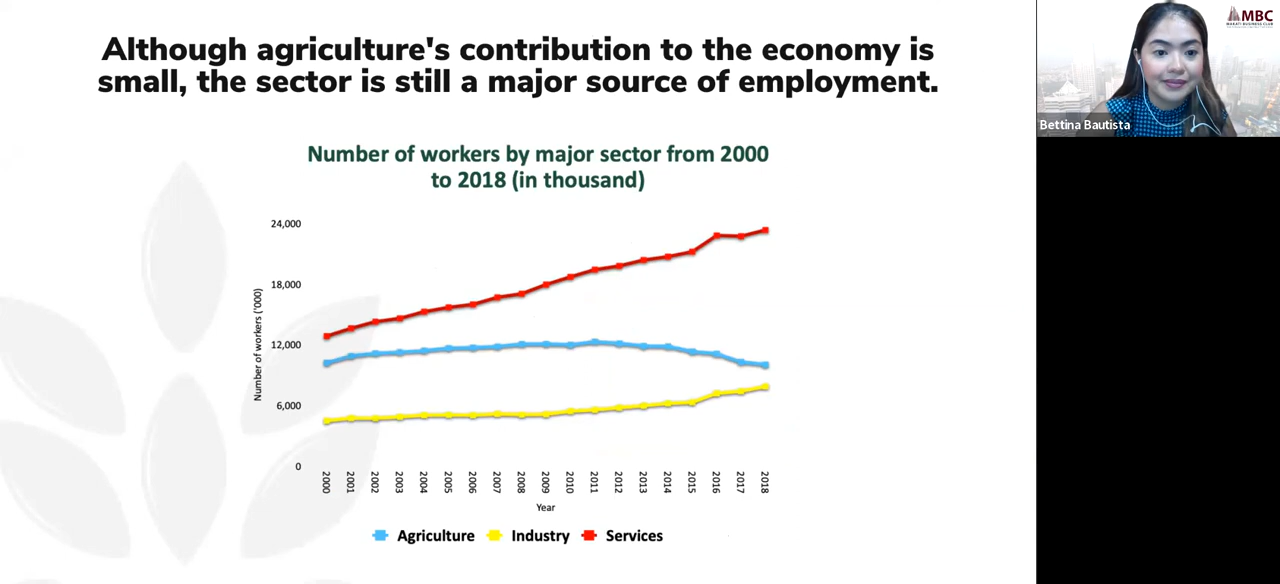 Although agriculture's contribution to the economy is
small, the sector is still a major source of employment.
Number of workers by major sector from 2000
to 2018 (in thousand)
24,000
18,000
12,000
6,000
0
Number of workers ('000)
2000 2001 2002 2003 2004 2005 2006 2007 2008 2009 2010 2011 2012 2013 2014 2015 2016 2017 2018
Year
Agriculture Industry Services
MBC
MAKATI BUSINESS CLUB
Bettina Bautista